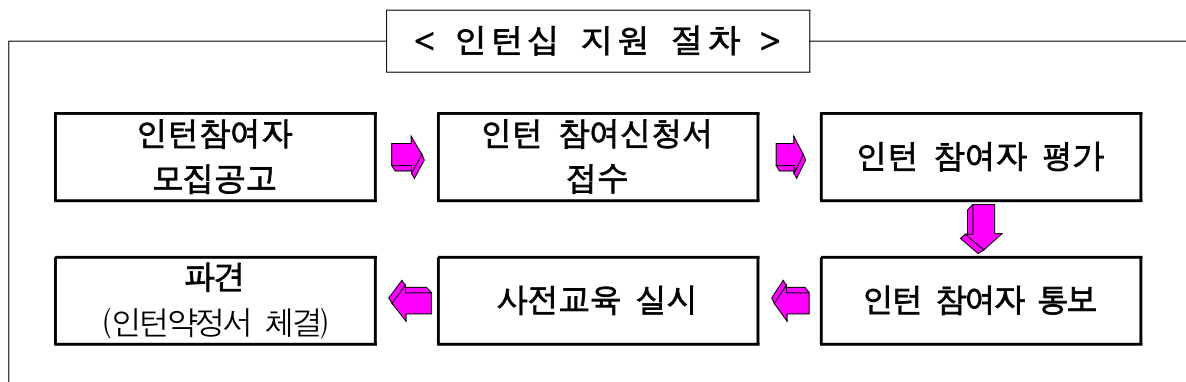 < 인턴십 지원 절차 >
인턴참여자
모집공고
인턴 참여신청서
접수
인턴 참여자 평가
인턴 참여자 통보
사전교육 실시
파견
(인턴약정서 체결)